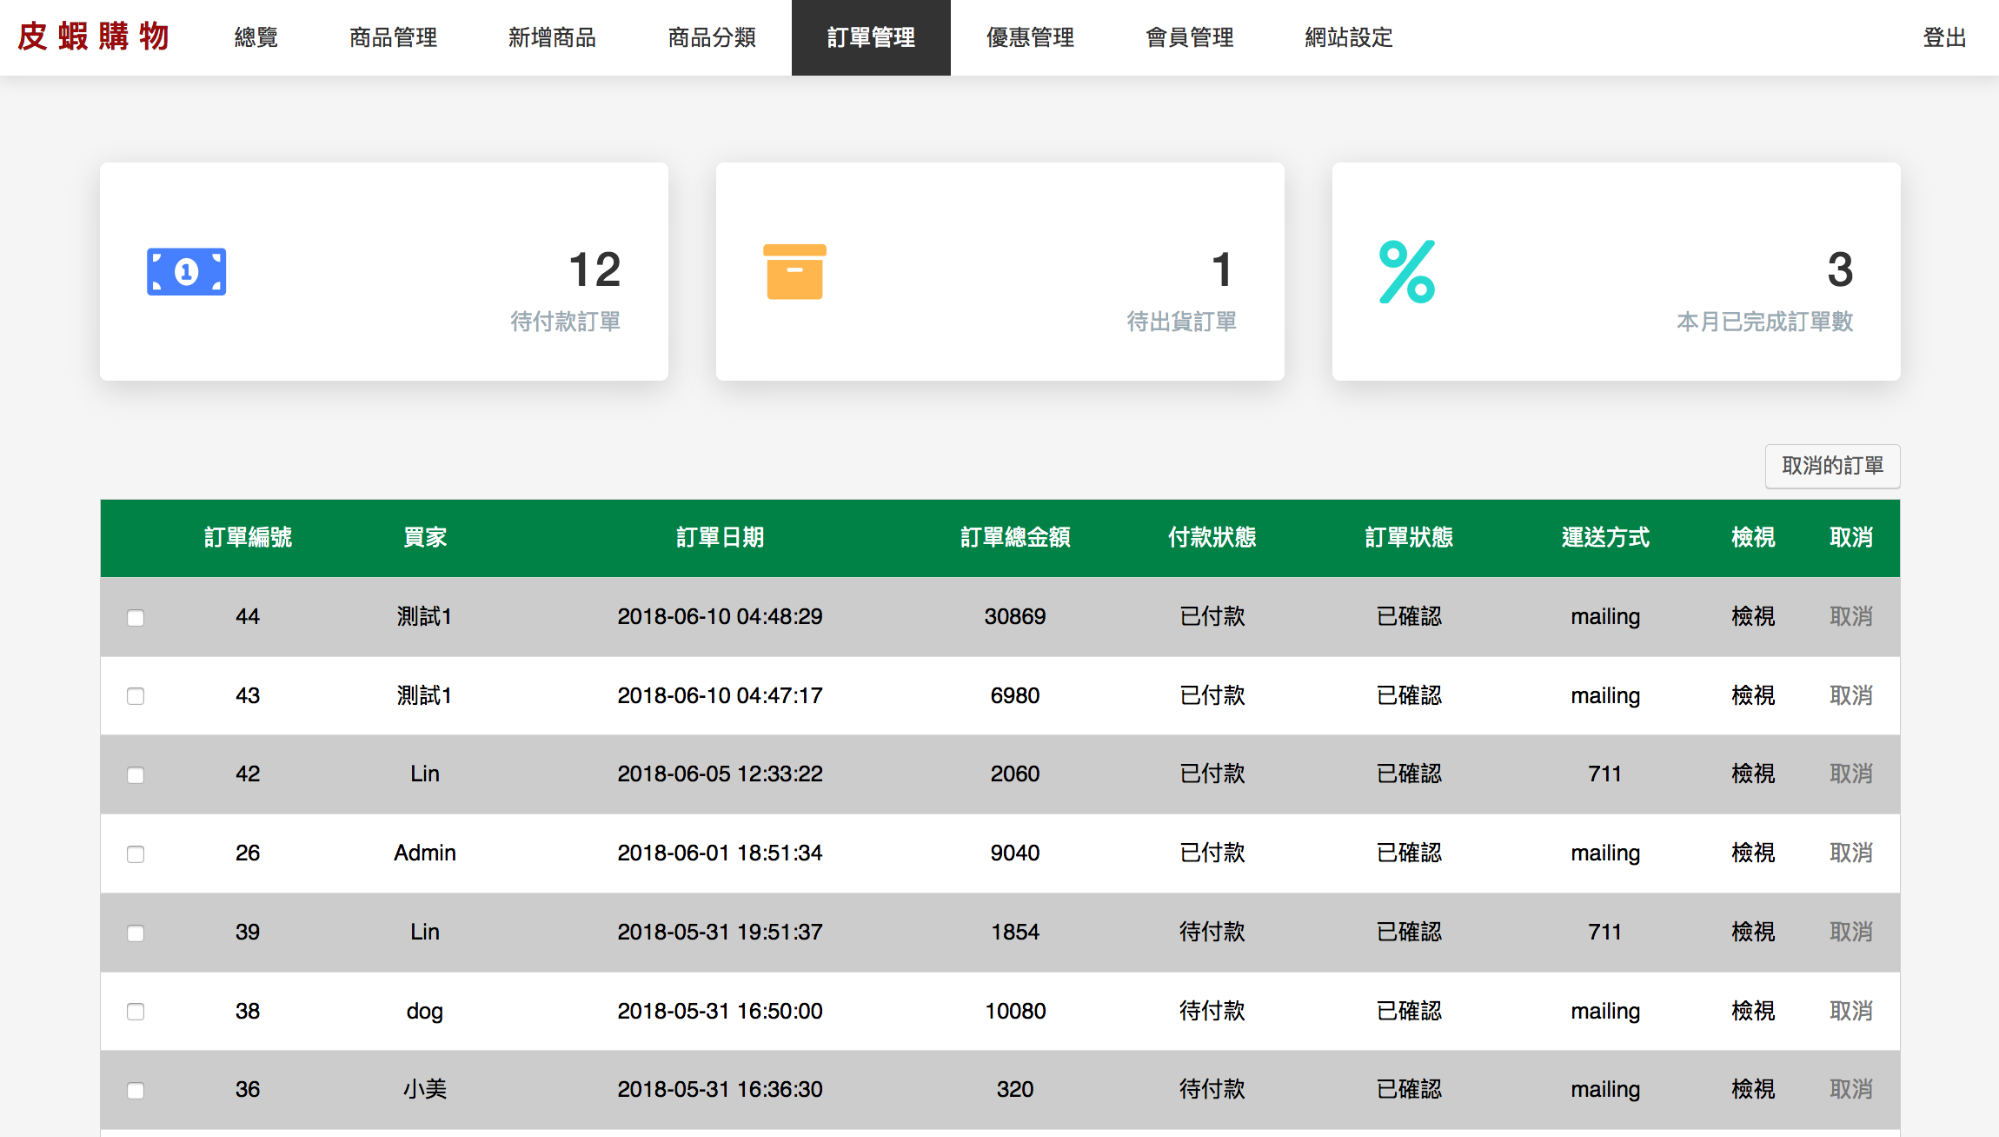 皮蝦購物 總覽 商品管理 新增商品 商品分類 訂單管理 優惠管理 會員管理 網站設定 登出
12
待付款訂單
1
待出貨訂單
3
本月已完成訂單數
取消的訂單
訂單編號 買家 訂單日期 訂單總金額 付款狀態 訂單狀態 運送方式 檢視 取消
44 測試1 2018-06-10 04:48:29 30869 已付款 已確認 mailing 檢視 取消
43 測試1 2018-06-10 04:47:17 6980 已付款 已確認 mailing 檢視 取消
42 Lin 2018-06-05 12:33:22 2060 已付款 已確認 711 檢視 取消
26 Admin 2018-06-01 18:51:34 9040 已付款 已確認 mailing 檢視 取消
39 Lin 2018-05-31 19:51:37 1854 待付款 已確認 711 檢視 取消
38 dog 2018-05-31 16:50:00 10080 待付款 已確認 mailing 檢視 取消
36 小美 2018-05-31 16:36:30 320 待付款 已確認 mailing 檢視 取消